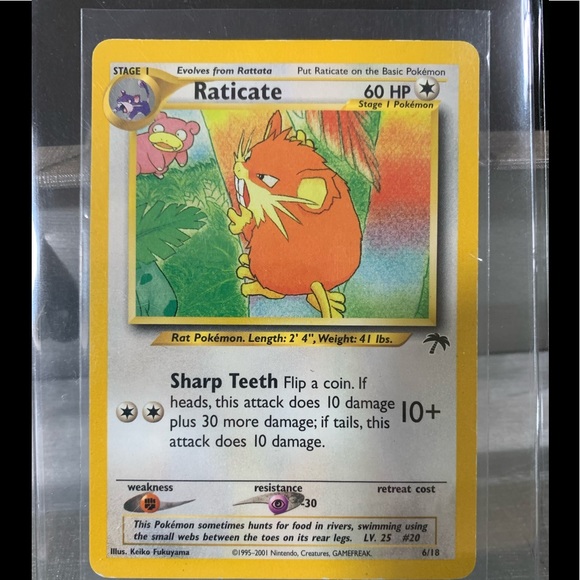 STAGE 1 Evolves from Rattata Put Raticate on the Basic Pokémon
Raticate 60 HP
Stage 1 Pokémon
Rat Pokémon. Length: 2' 4", Weight: 41 lbs.
Sharp Teeth Flip a coin. If
heads, this attack does 10 damage
plus 30 more damage; if tails, this
attack does 10 damage.
10+
weakness resistance retreat cost
-30
This Pokémon sometimes hunts for food in rivers, swimming using
the small webs between the toes on its rear legs. LV. 25 #20
Illus. Keiko Fukuyama ©1995-2001 Nintendo, Creatures, GAMEFREAK. 6/18